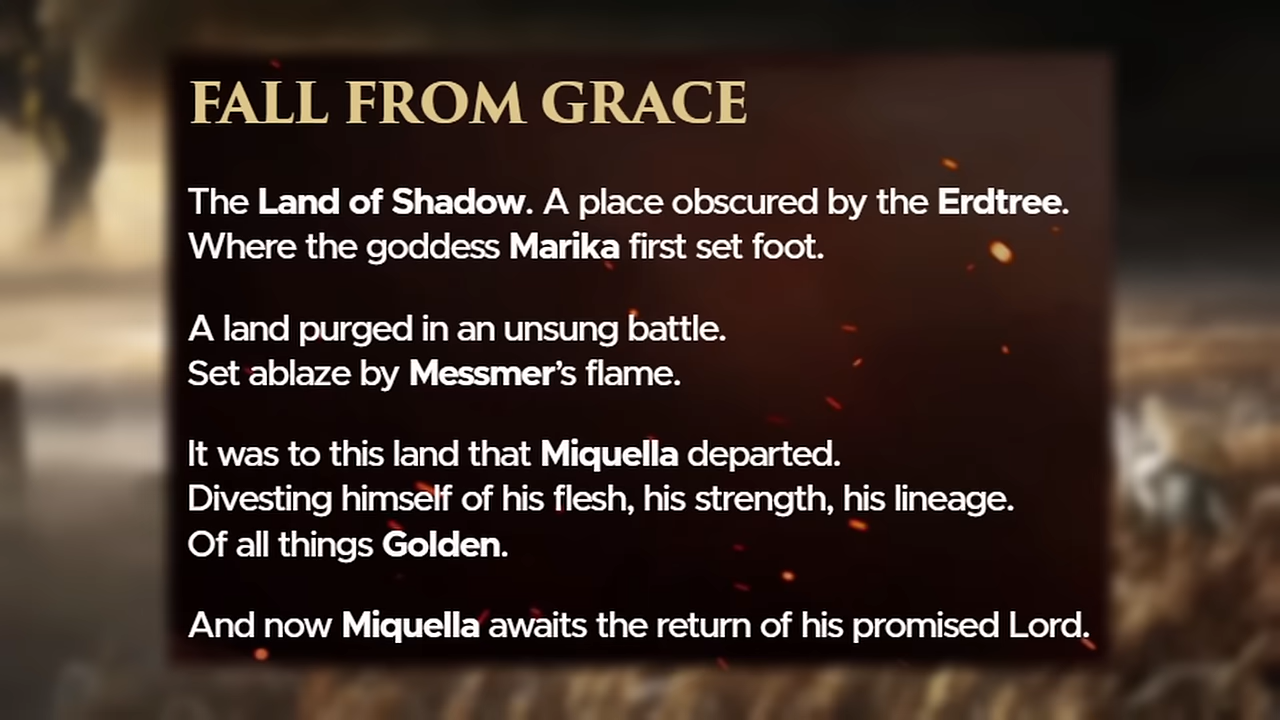 FALL FROM GRACE
The Land of Shadow. A place obscured by the Erdtree.
Where the goddess Marika first set foot.
A land purged in an unsung battle.
Set ablaze by Messmer’s flame.
It was to this land that Miquella departed.
Divesting himself of his flesh, his strength, his lineage.
Of all things Golden.
And now Miquella awaits the return of his promised Lord.